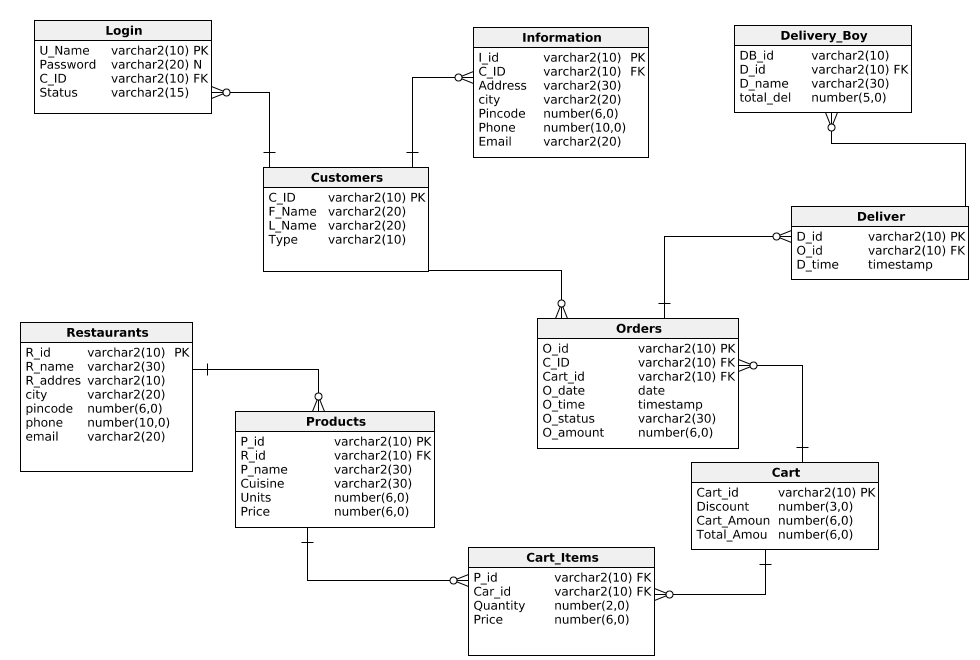 Login
U_Name varchar2(10) PK
Password varchar2(20) N
C_ID varchar2(10) FK
Status varchar2(15)
Information
I_id varchar2(10) PK
C_ID varchar2(10) FK
Address varchar2(30)
city varchar2(20)
Pincode number(6,0)
Phone number(10,0)
Email varchar2(20)
Delivery_Boy
DB_id varchar2(10)
D_id varchar2(10) FK
D_name varchar2(30)
total_del number(5,0)
Customers
C_ID varchar2(10) PK
F_Name varchar2(20)
L_Name varchar2(20)
Type varchar2(10)
Deliver
D_id varchar2(10) PK
O_id varchar2(10) FK
D_time timestamp
Restaurants
R_id varchar2(10) PK
R_name varchar2(30)
R_addres varchar2(10)
city varchar2(20)
pincode number(6,0)
phone number(10,0)
email varchar2(20)
Orders
O_id varchar2(10) PK
C_ID varchar2(10) FK
Cart_id varchar2(10) FK
O_date date
O_time timestamp
O_status varchar2(30)
O_amount number(6,0)
Products
P_id varchar2(10) PK
R_id varchar2(10) FK
P_name varchar2(30)
Cuisine varchar2(30)
Units number(6,0)
Price number(6,0)
Cart
Cart_id varchar2(10) PK
Discount number(3,0)
Cart_Amoun number(6,0)
Total_Amou number(6,0)
Cart_Items
P_id varchar2(10) FK
Car_id varchar2(10) FK
Quantity number(2,0)
Price number(6,0)